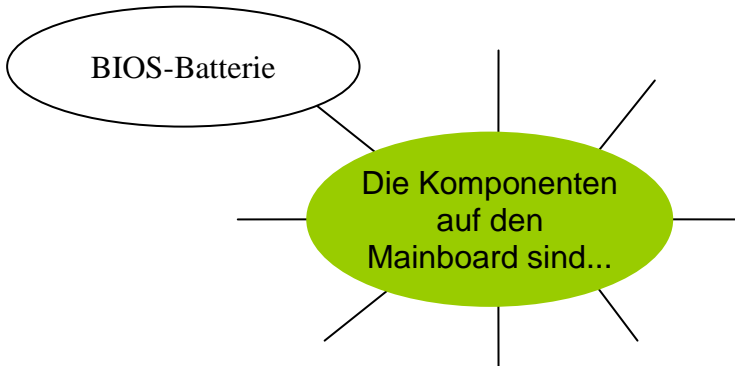 BIOS-Batterie
Die Komponenten
auf den
Mainboard sind...